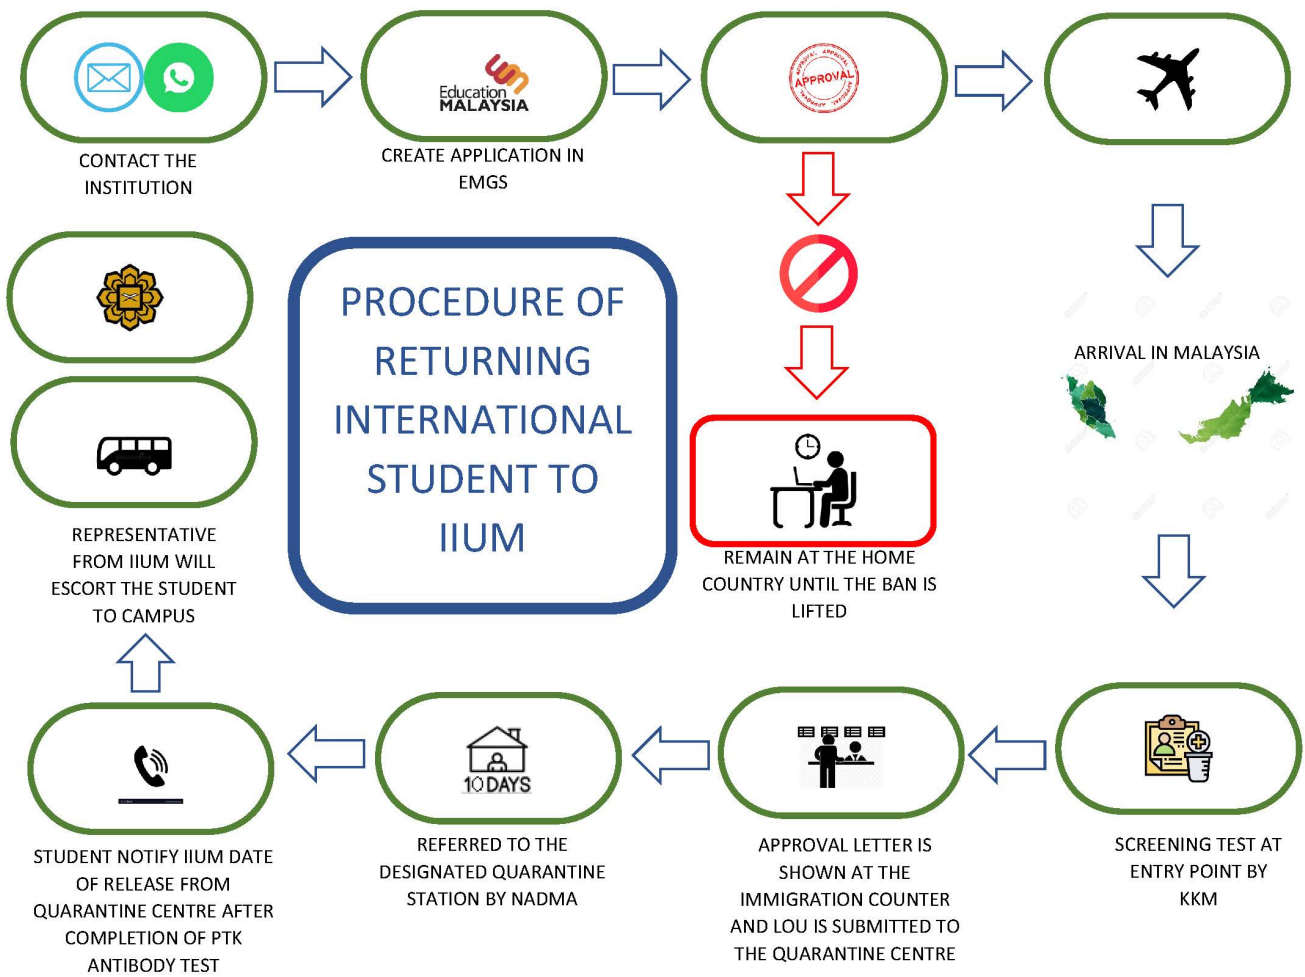 CONTACT THE
INSTITUTION
Education
MALAYSIA
CREATE APPLICATION IN
EMGS
APPROVAL APPROVAL
APPROVAL
APPROVAL APPROVAL
PROCEDURE OF
RETURNING
INTERNATIONAL
STUDENT TO
IIUM
REMAIN AT THE HOME
COUNTRY UNTIL THE BAN IS
LIFTED
ARRIVAL IN MALAYSIA
SCREENING TEST AT
ENTRY POINT BY
KKM
APPROVAL LETTER IS
SHOWN AT THE
IMMIGRATION COUNTER
AND LOU IS SUBMITTED TO
THE QUARANTINE CENTRE
10 DAYS
REFERRED TO THE
DESIGNATED QUARANTINE
STATION BY NADMA
STUDENT NOTIFY IIUM DATE
OF RELEASE FROM
QUARANTINE CENTRE AFTER
COMPLETION OF PTK
ANTIBODY TEST
REPRESENTATIVE
FROM IIUM WILL
ESCORT THE STUDENT
TO CAMPUS